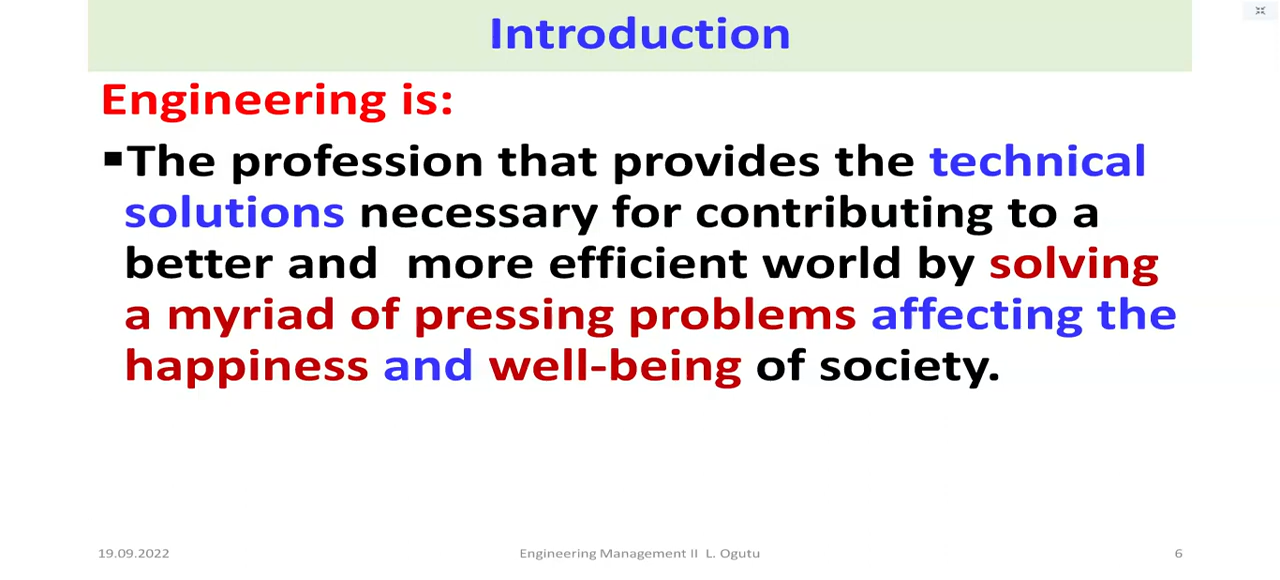 Introduction
Engineering is:
▪The profession that provides the technical
solutions necessary for contributing to a
better and more efficient world by solving
a myriad of pressing problems affecting the
happiness and well-being of society.
19.09.2022 Engineering Management II L. Ogutu 6